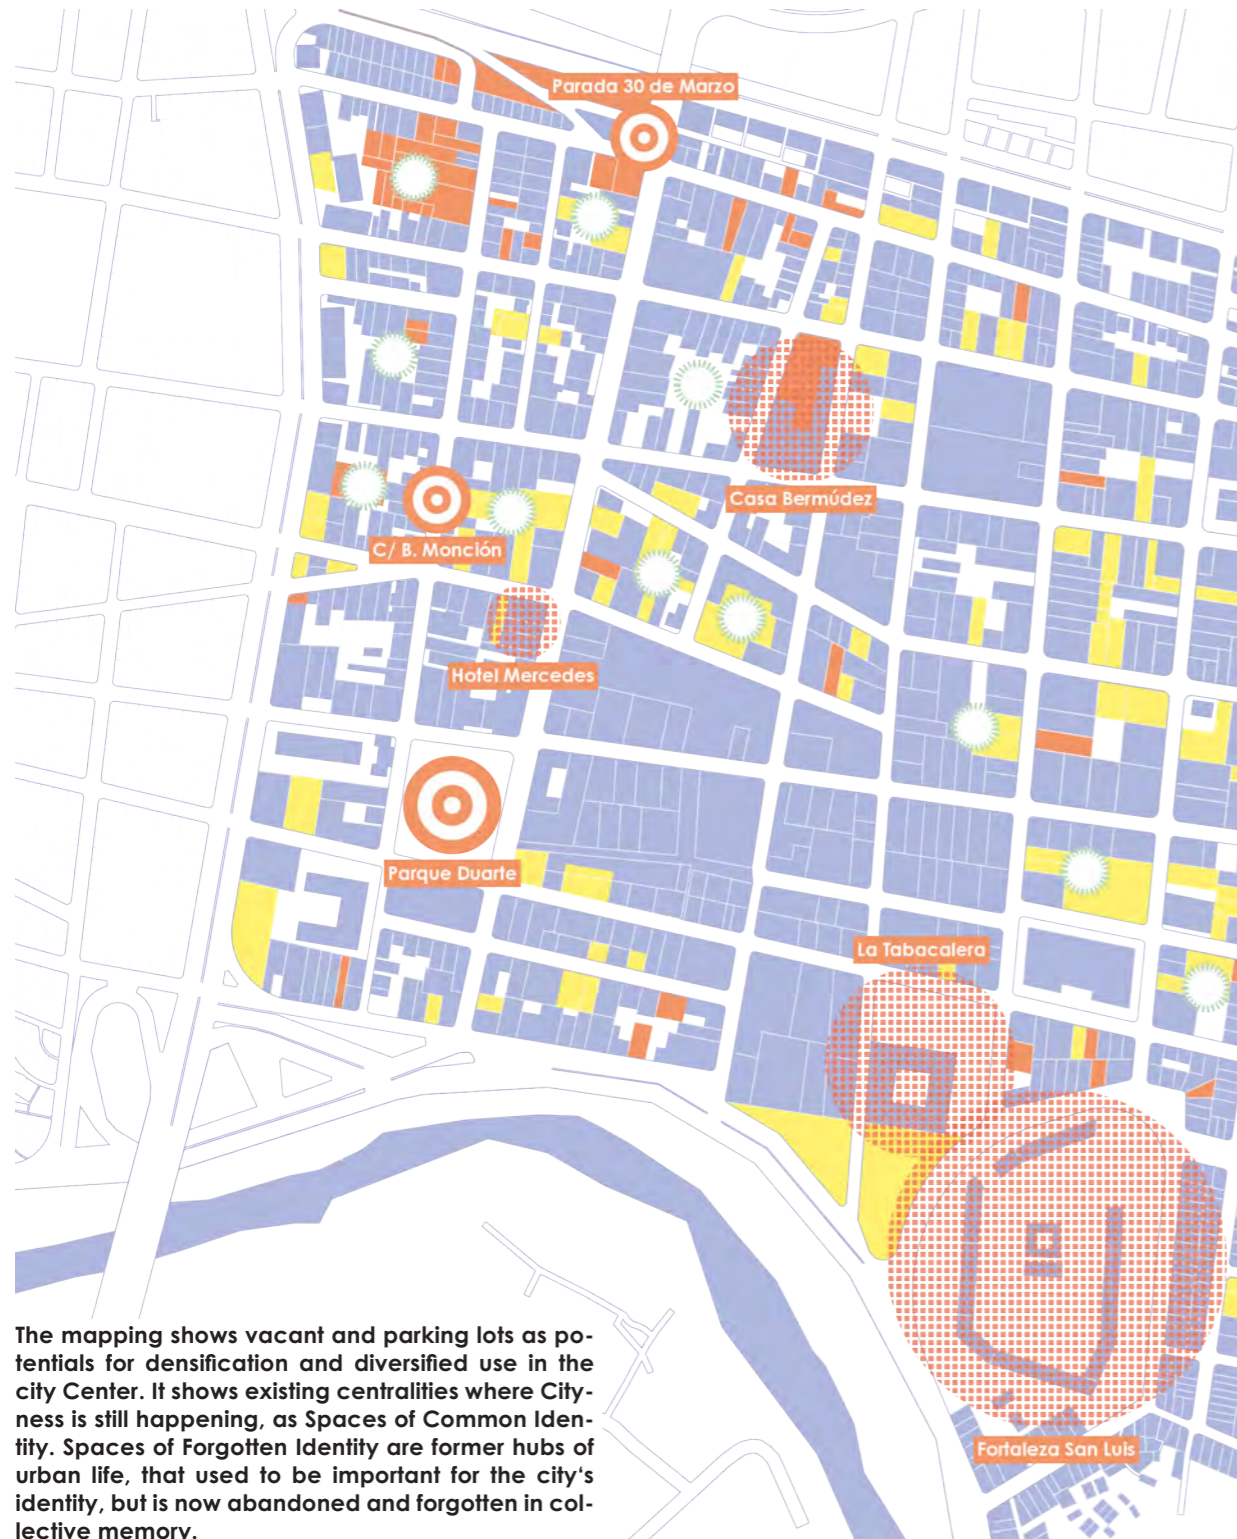 Parada 30 de Marzo
Casa Bermúdez
C/ B. Monción
Hotel Mercedes
Parque Duarte
La Tabacalera
Fortaleza San Luis
The mapping shows vacant and parking lots as po-
tentials for densification and diversified use in the
city Center. It shows existing centralities where City-
ness is still happening, as Spaces of Common Iden-
tity. Spaces of Forgotten Identity are former hubs of
urban life, that used to be important for the city‘s
identity, but is now abandoned and forgotten in col-
lective memory.